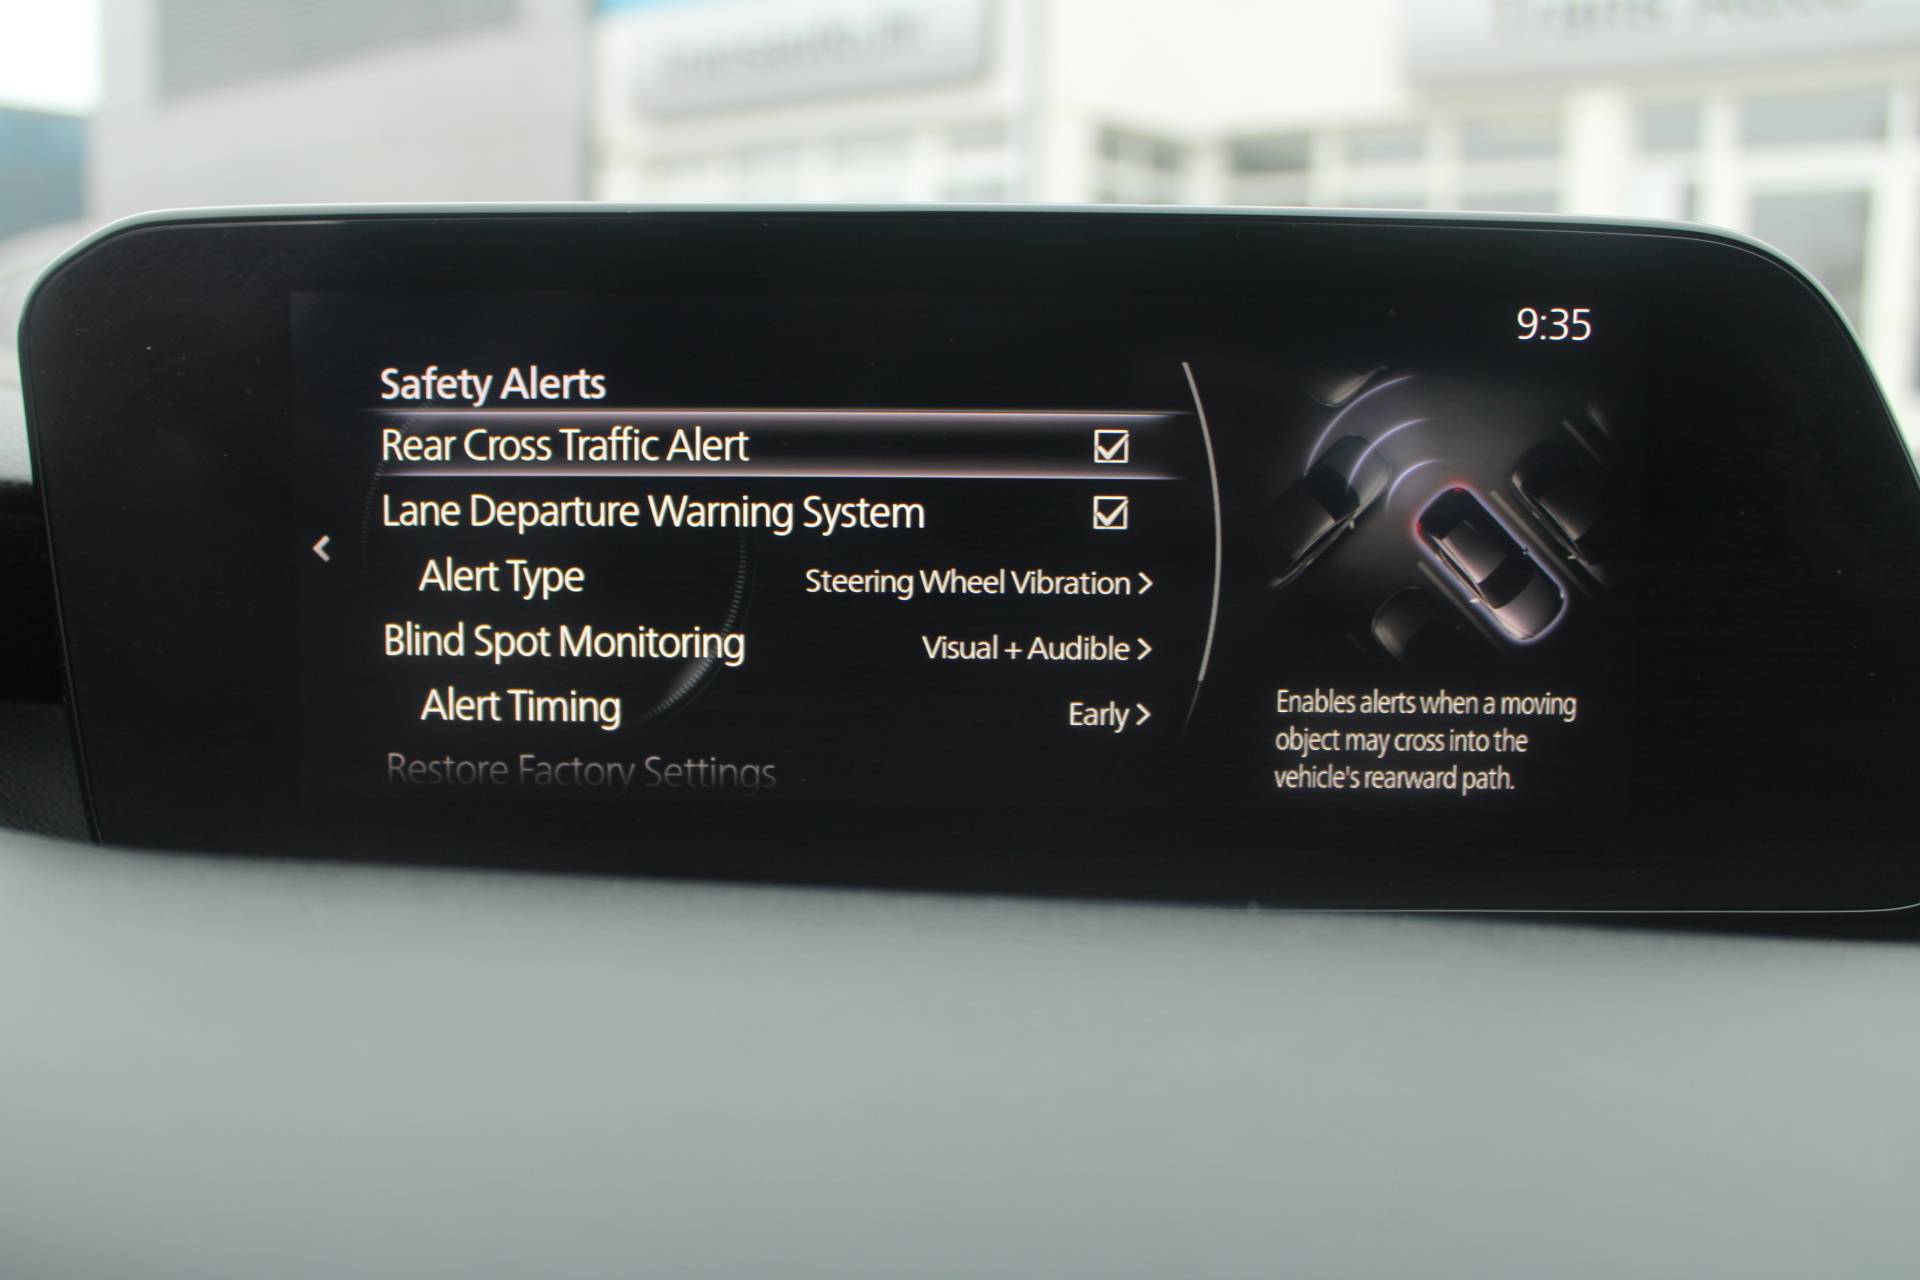 9:35
Safety Alerts
Rear Cross Traffic Alert
Lane Departure Warning System
Alert Type Steering Wheel Vibration >
Blind Spot Monitoring Visual + Audible >
Alert Timing Early >
Restore Factory Settings
Enables alerts when a moving
object may cross into the
vehicle's rearward path.